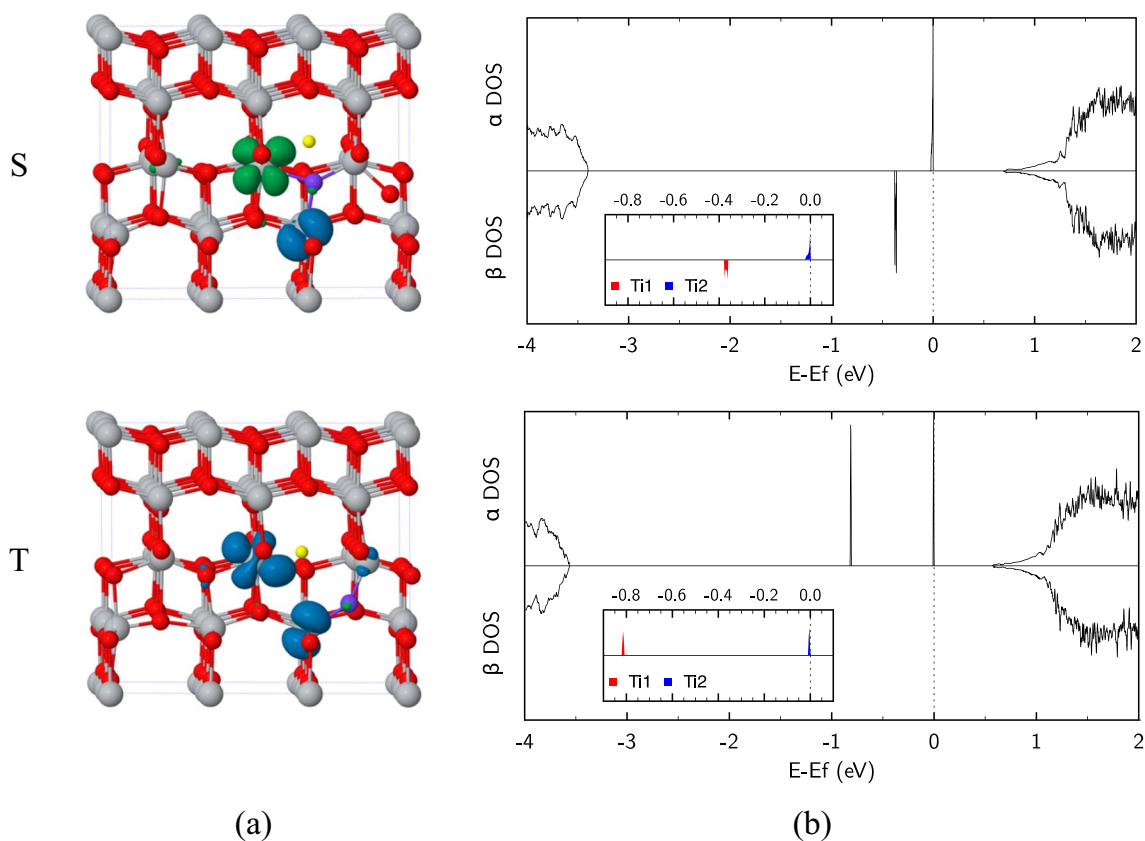 S
α DOS
β DOS
-0.8 -0.6 -0.4 -0.2 0.0
Ti1 Ti2
-4 -3 -2 -1 0 1 2
E-Ef (eV)
T
α DOS
β DOS
-0.8 -0.6 -0.4 -0.2 0.0
Ti1 Ti2
-4 -3 -2 -1 0 1 2
E-Ef (eV)
(a) (b)